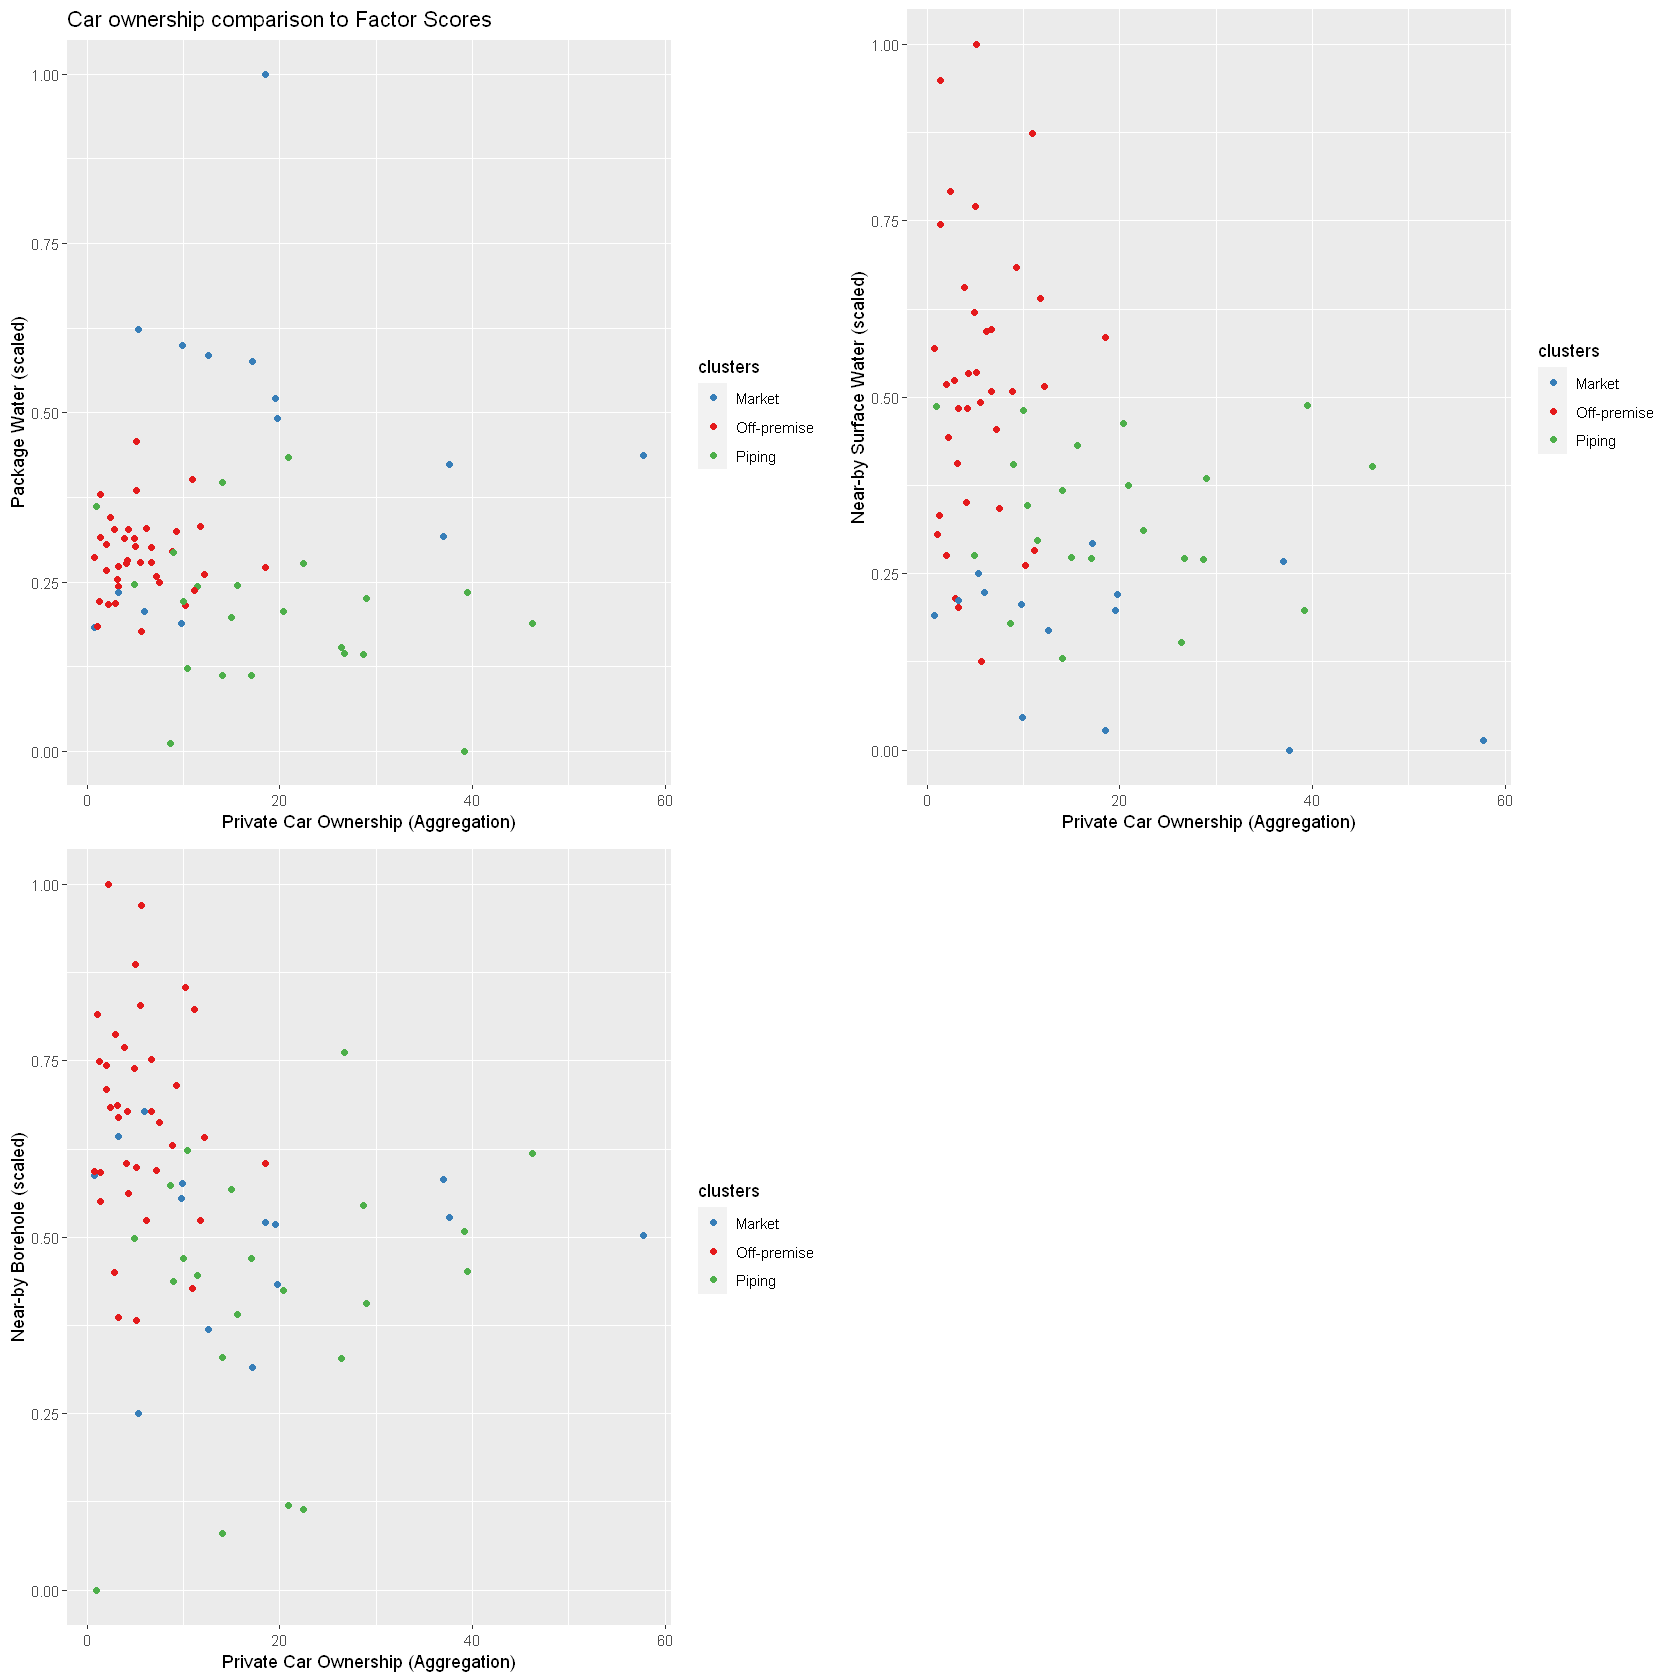 Car ownership comparison to Factor Scores
1.00
0.75
0.50
0.25
0.00
Package Water (scaled)
0 20 40 60
Private Car Ownership (Aggregation)
clusters
Market
Off-premise
Piping
1.00
0.75
0.50
0.25
0.00
Near-by Surface Water (scaled)
0 20 40 60
Private Car Ownership (Aggregation)
clusters
Market
Off-premise
Piping
1.00
0.75
0.50
0.25
0.00
Near-by Borehole (scaled)
0 20 40 60
Private Car Ownership (Aggregation)
clusters
Market
Off-premise
Piping